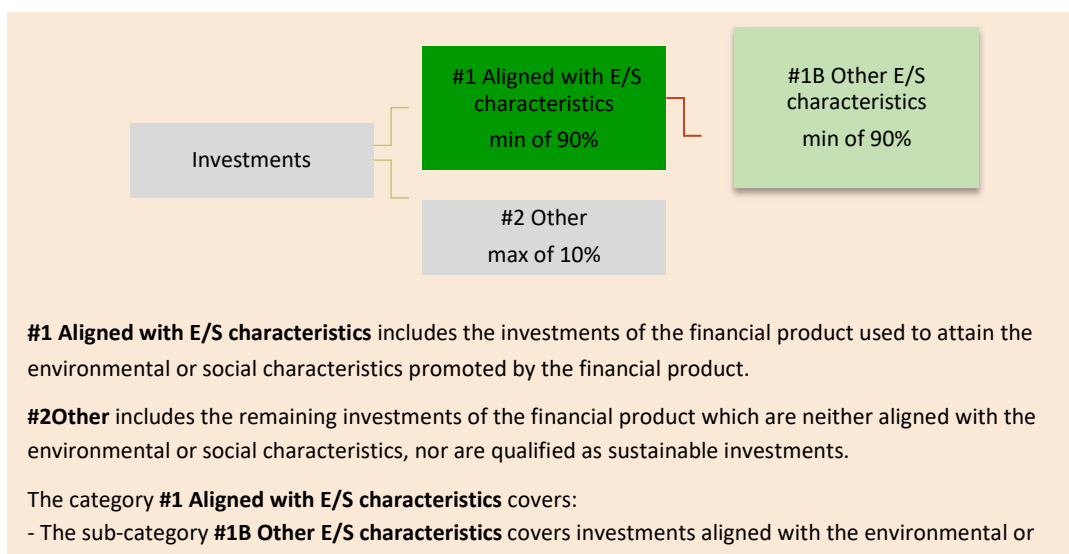 #1 Aligned with E/S
characteristics
min of 90%
#1B Other E/S
characteristics
min of 90%
Investments
#2 Other
max of 10%
#1 Aligned with E/S characteristics includes the investments of the financial product used to attain the
environmental or social characteristics promoted by the financial product.
#2Other includes the remaining investments of the financial product which are neither aligned with the
environmental or social characteristics, nor are qualified as sustainable investments.
The category #1 Aligned with E/S characteristics covers:
- The sub-category #1B Other E/S characteristics covers investments aligned with the environmental or